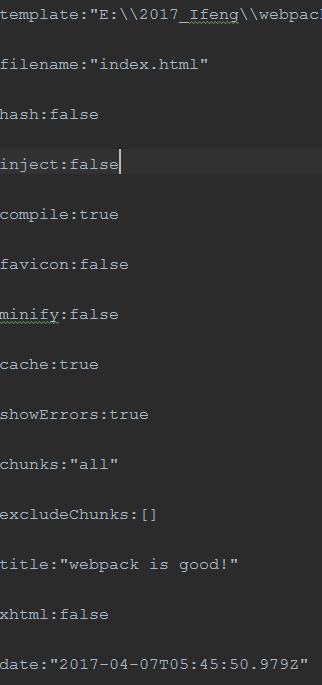 template:"E:\\2017_Ifeng\\webpack
filename:"index.html"
hash:false
inject:false
compile:true
favicon:false
minify:false
cache:true
showErrors:true
chunks:"all"
excludeChunks:[]
title:"webpack is good!"
xhtml:false
date:"2017-04-07T05:45:50.979Z"